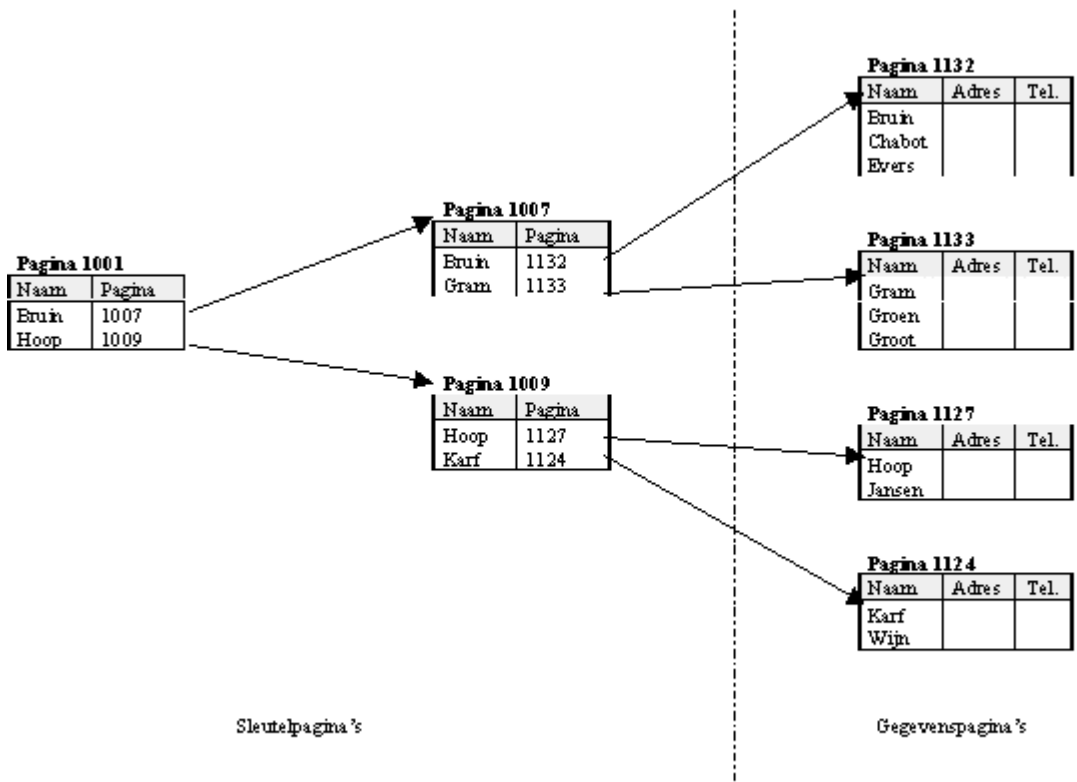 Pagina 1001
Naam Pagina
Bruin 1007
Hoop 1009
Pagina 1007
Naam Pagina
Bruin 1132
Gram 1133
Pagina 1009
Naam Pagina
Hoop 1127
Karf 1124
Pagina 1132
Naam Adres Tel.
Bruin
Chabot
Evers
Pagina 1133
Naam Adres Tel.
Gram
Groen
Groot
Pagina 1127
Naam Adres Tel.
Hoop
Jansen
Pagina 1124
Naam Adres Tel.
Karf
Wijn
Sleutelpagina's
Gegevenspagina's